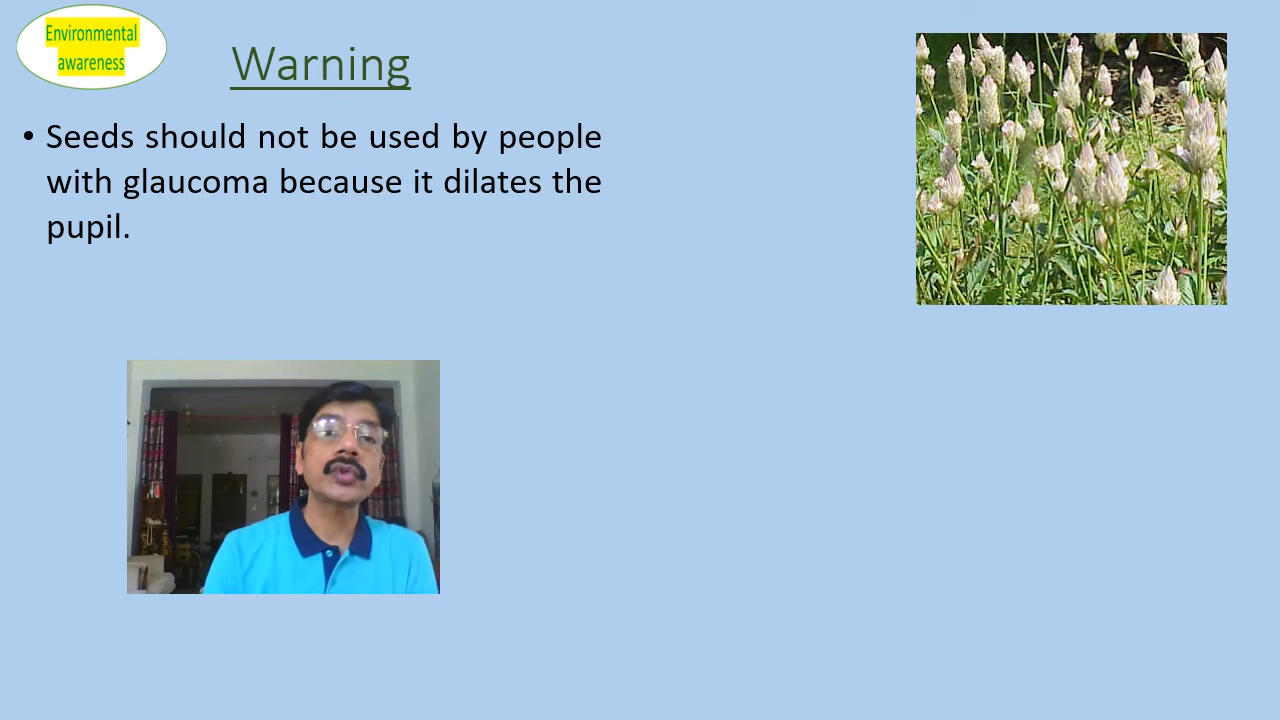 Environmental
awareness
Warning
• Seeds should not be used by people
with glaucoma because it dilates the
pupil.